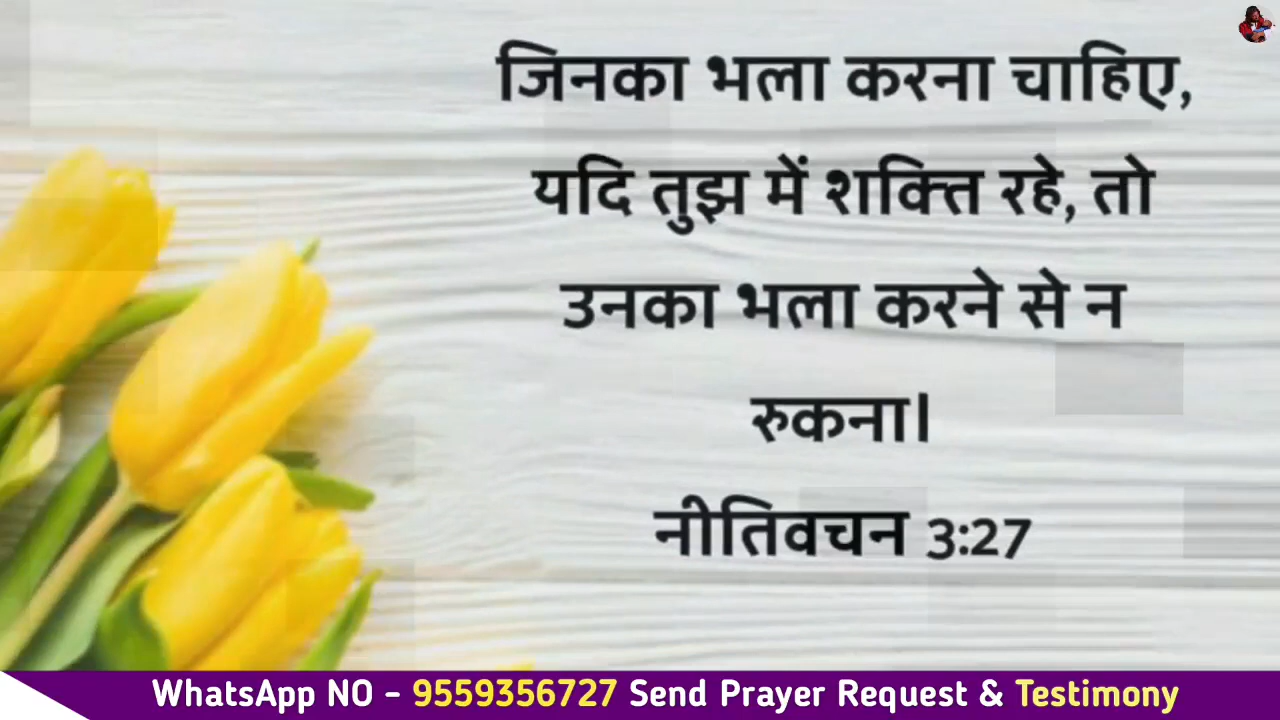 जिनका भला करना चाहिए,
यदि तुझ में शक्ति रहे, तो
उनका भला करने से न
रुकना।
नीतिवचन 3:27
WhatsApp NO - 9559356727 Send Prayer Request & Testimony